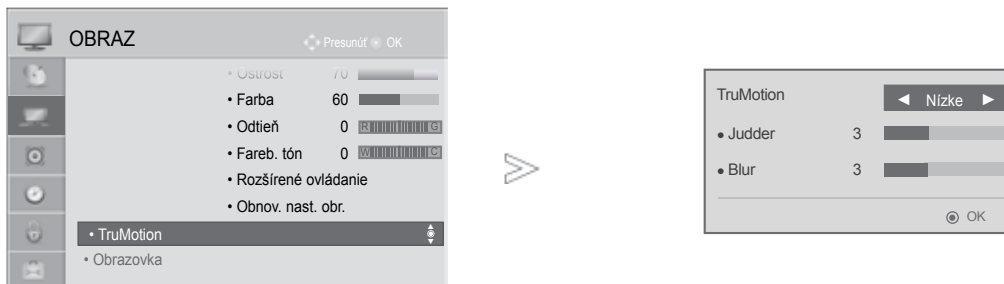 OBRAZ
Presunúť OK
• Ostrosť 70
• Farba 60
• Odtieň 0 R G
• Fareb. tón 0 W C
• Rozšírené ovládanie
• Obnov. nast. obr.
• TruMotion
• Obrazovka
TruMotion ◄ Nízke ►
• Judder 3
• Blur 3
OK